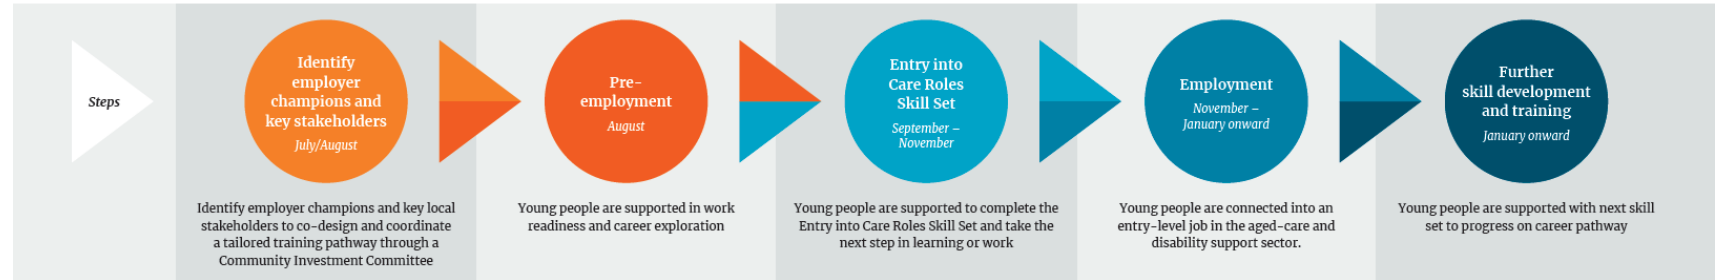 Steps
Identify
employer
champions and
key stakeholders
July/August
Pre-
employment
August
Entry into
Care Roles
Skill Set
September –
November
Employment
November –
January onward
Further
skill development
and training
January onward
Identify employer champions and key local
stakeholders to co-design and coordinate
a tailored training pathway through a
Community Investment Committee
Young people are supported in work
readiness and career exploration
Young people are supported to complete the
Entry into Care Roles Skill Set and take the
next step in learning or work
Young people are connected into an
entry-level job in the aged-care and
disability support sector.
Young people are supported with next skill
set to progress on career pathway